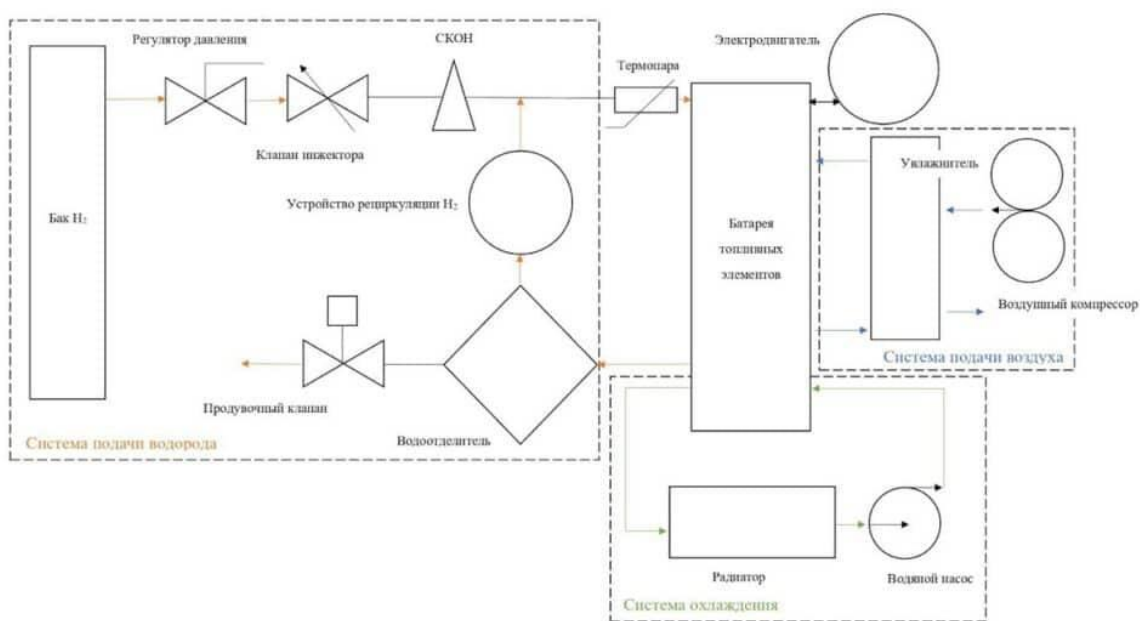 Регулятор давления
СКОН
Электродвигатель
Термопара
Клапан инжектора
Увлажнитель
Бак H₂
Устройство рециркуляции H₂
Батарея
топливных
элементов
Воздушный компрессор
Система подачи воздуха
Продувочный клапан
Водоотделитель
Система подачи водорода
Радиатор
Водяной насос
Система охлаждения